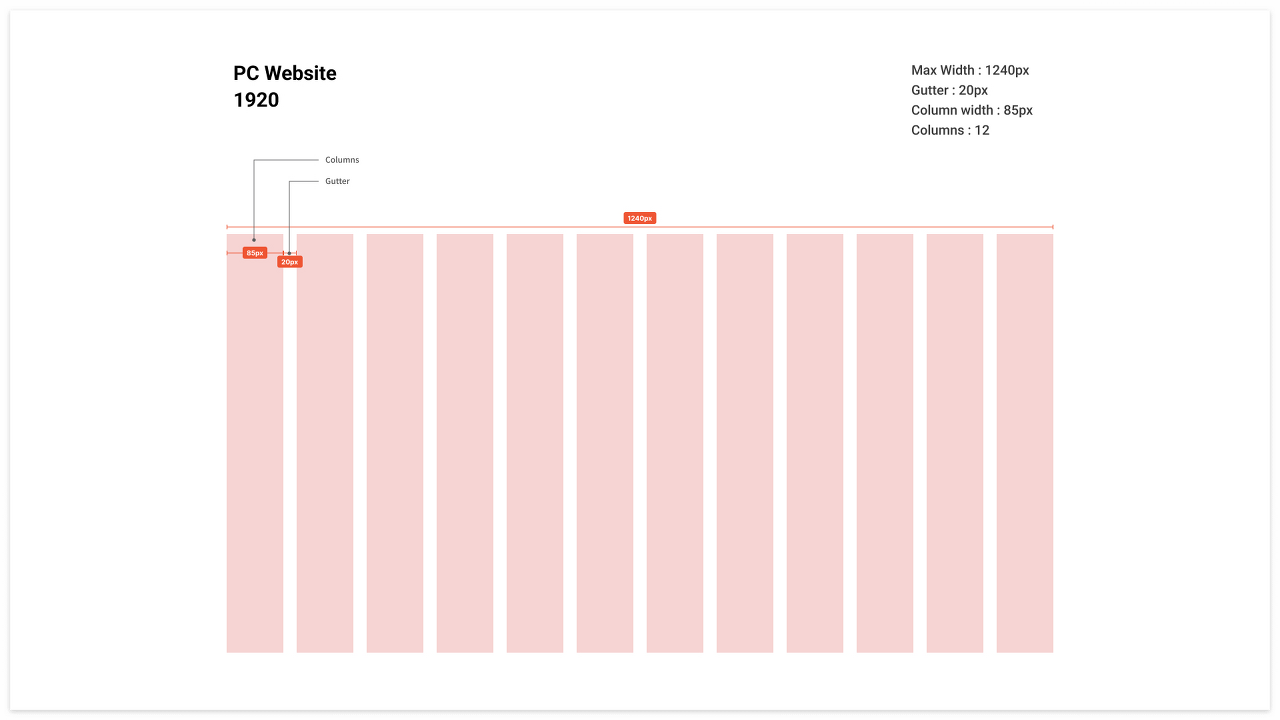 PC Website
1920
Max Width : 1240px
Gutter : 20px
Column width : 85px
Columns : 12
Columns
Gutter
1240px
85px
20px